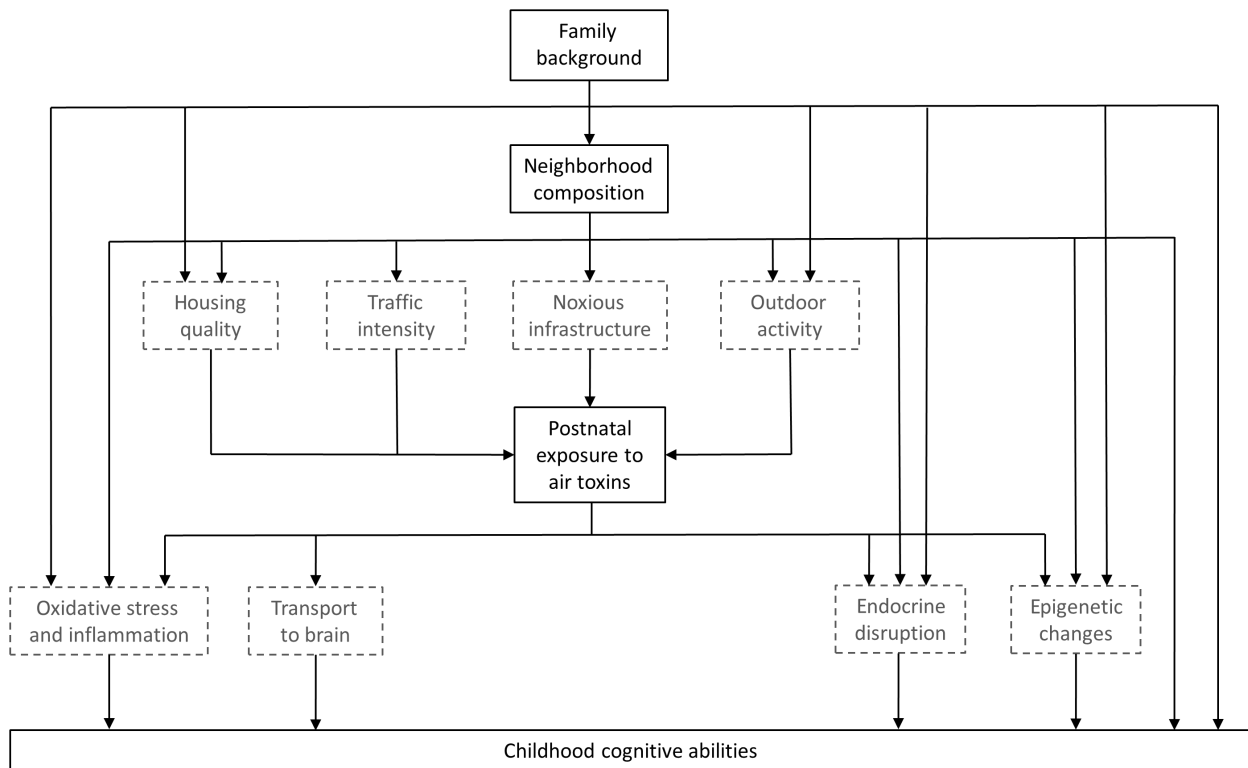 Family
background
Neighborhood
composition
Housing
quality
Traffic
intensity
Noxious
infrastructure
Outdoor
activity
Postnatal
exposure to
air toxins
Oxidative stress
and inflammation
Transport
to brain
Endocrine
disruption
Epigenetic
changes
Childhood cognitive abilities